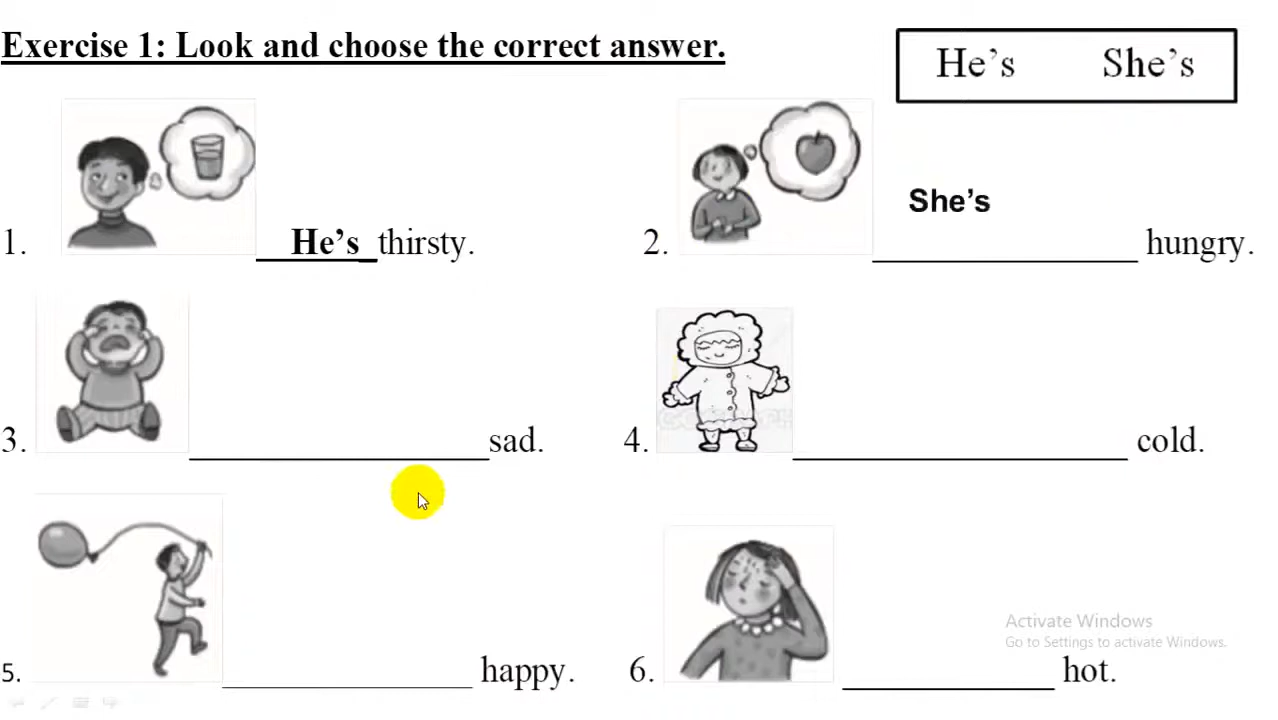 Exercise 1: Look and choose the correct answer.
He's She's
1. He's thirsty.
2. She's hungry.
3. sad.
4. cold.
5. happy.
6. hot.
Activate Windows
Go to Settings to activate Windows.